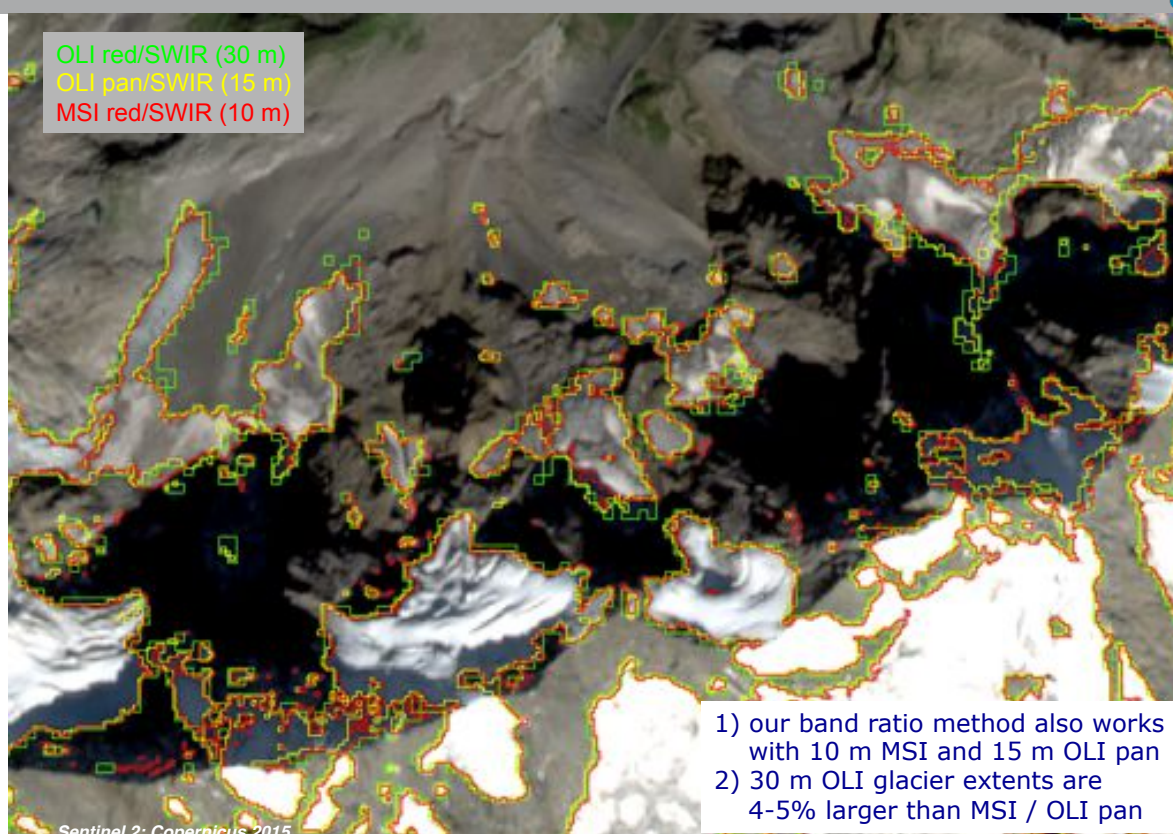 OLI red/SWIR (30 m)
OLI pan/SWIR (15 m)
MSI red/SWIR (10 m)
1) our band ratio method also works
with 10 m MSI and 15 m OLI pan
2) 30 m OLI glacier extents are
4-5% larger than MSI / OLI pan
Sentinel 2: Copernicus 2015